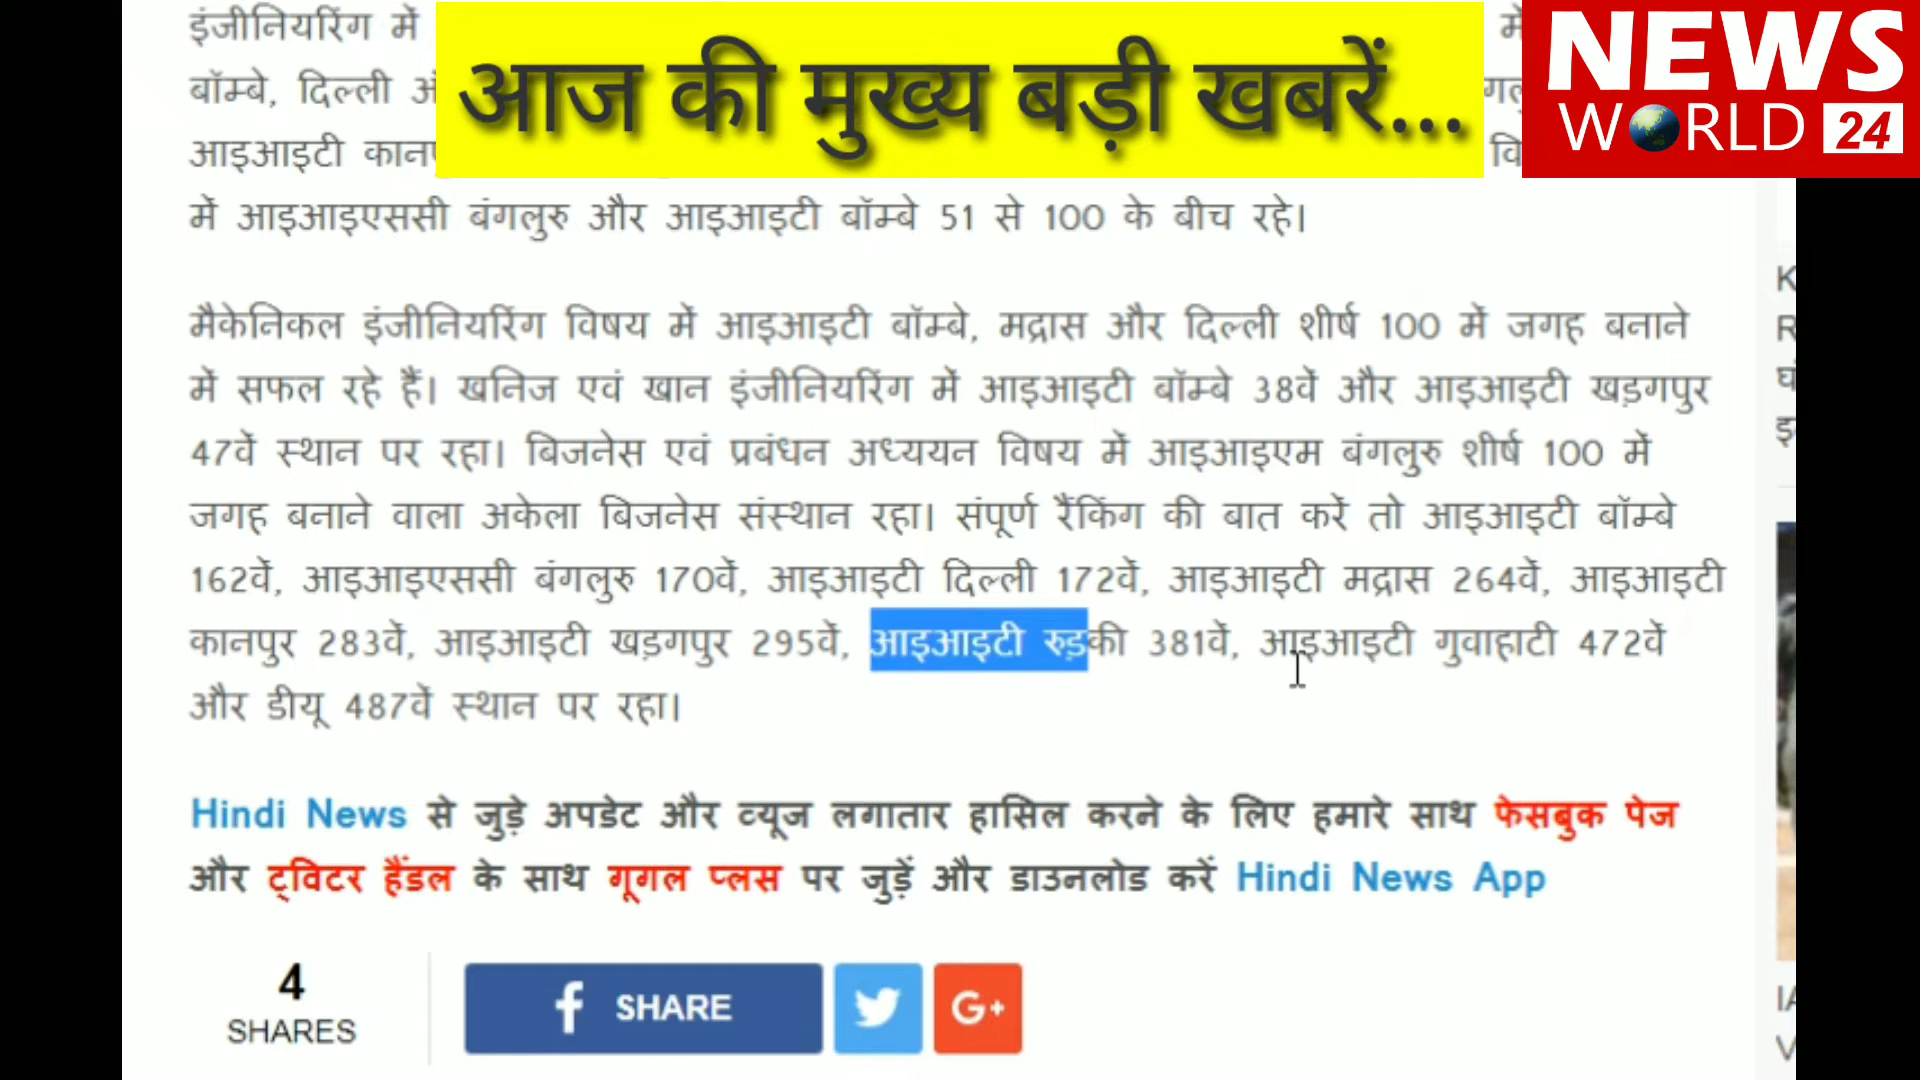 इंजीनियरिंग में
आज की मुख्य बड़ी खबरें...
में
NEWS
WORLD 24
बॉम्बे, दिल्ली
आइआइटी
में आइआइएससी बंगलुरु और आइआइटी बॉम्बे 51 से 100 के बीच रहे।
मैकेनिकल इंजीनियरिंग विषय में आइआइटी बॉम्बे, मद्रास और दिल्ली शीर्ष 100 में जगह बनाने
में सफल रहे हैं। खनिज एवं खान इंजीनियरिंग में आइआइटी बॉम्बे 38वें और आइआइटी खड़गपुर
47वें स्थान पर रहा। बिजनेस एवं प्रबंधन अध्ययन विषय में आइआइएम बंगलुरु शीर्ष 100 में
जगह बनाने वाला अकेला बिजनेस संस्थान रहा। संपूर्ण रैंकिंग की बात करें तो आइआइटी बॉम्बे
162वें, आइआइएससी बंगलुरु 170वें, आइआइटी दिल्ली 172वें, आइआइटी मद्रास 264वें, आइआइटी
कानपुर 283वें, आइआइटी खड़गपुर 295वें, आइआइटी रुड़की 381वें, आइआइटी गुवाहाटी 472वें
और डीयू 487वें स्थान पर रहा।
Hindi News से जुड़े अपडेट और व्यूज लगातार हासिल करने के लिए हमारे साथ फेसबुक पेज
और ट्विटर हैंडल के साथ गूगल प्लस पर जुड़ें और डाउनलोड करें Hindi News App
4
SHARES
SHARE
G+